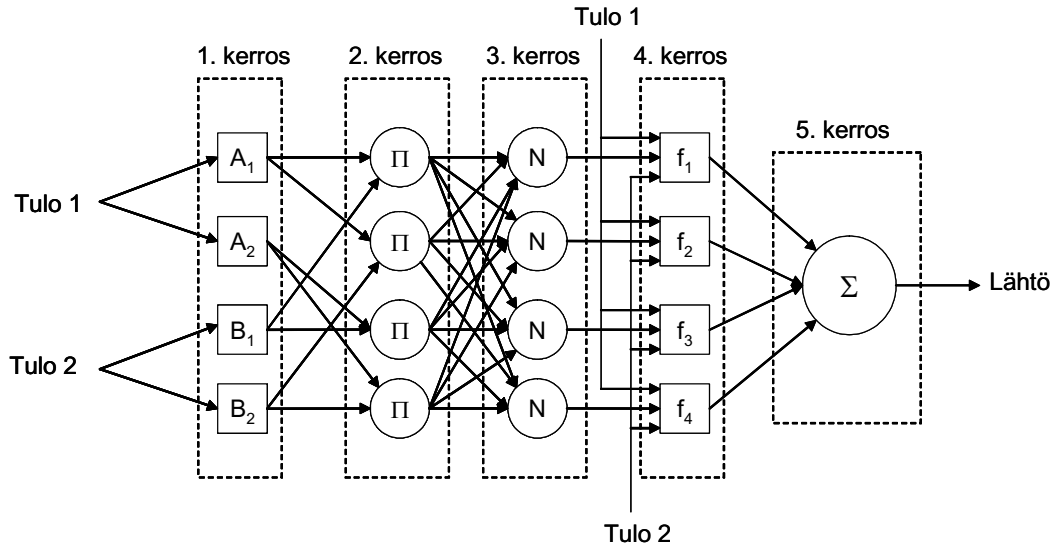 Tulo 1
1. kerros
2. kerros
3. kerros
4. kerros
5. kerros
A₁
Π
N
f₁
Tulo 1
A₂
Π
N
f₂
Σ
Lähtö
B₁
Π
N
f₃
Tulo 2
B₂
Π
N
f₄
Tulo 2